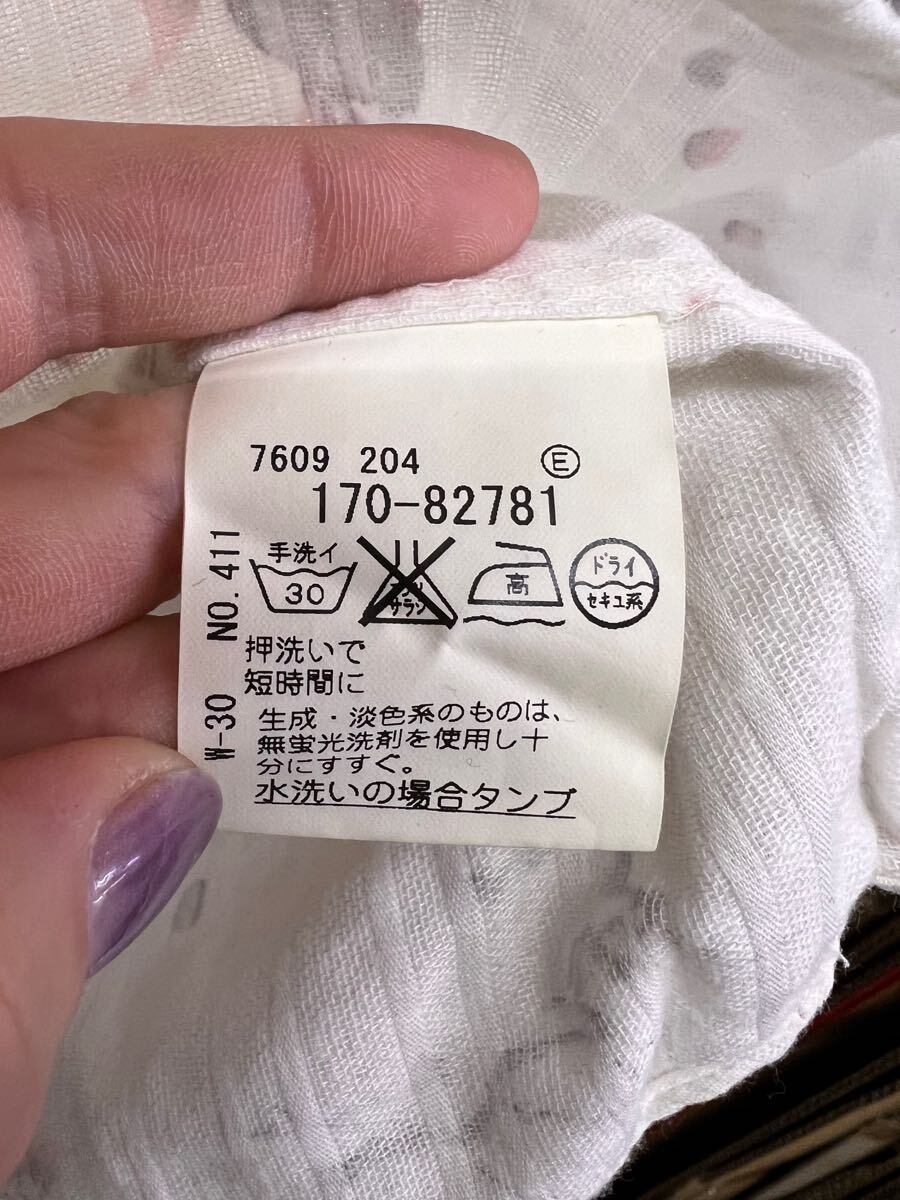 7609 204 Ⓔ
170-82781
手洗イ
30
サラシ
高
ドライ
セキユ系
NO.411
W-30
押洗いで
短時間に
生成・淡色系のものは、
無蛍光洗剤を使用し十
分にすすぐ。
水洗いの場合タンブ